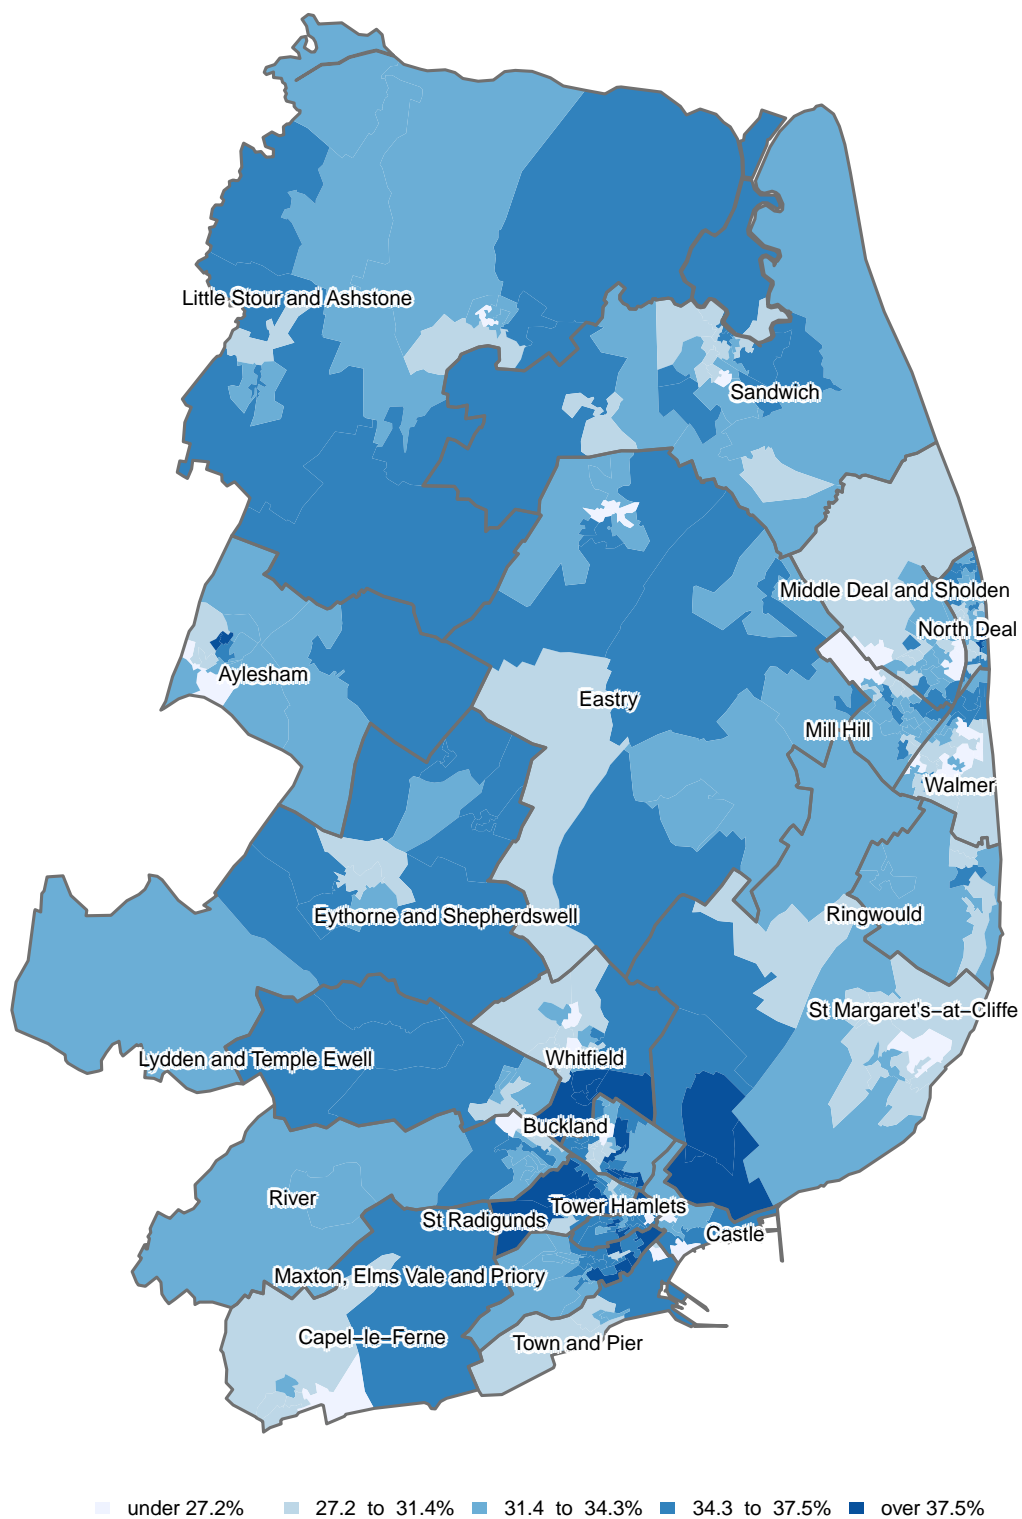 Little Stour and Ashstone
Sandwich
Middle Deal and Sholden
North Deal
Aylesham
Eastry
Mill Hill
Walmer
Eythorne and Shepherdswell
Ringwould
St Margaret's−at−Cliffe
Lydden and Temple Ewell
Whitfield
Buckland
River
Tower Hamlets
St Radigunds
Castle
Maxton, Elms Vale and Priory
Capel−le−Ferne
Town and Pier
under 27.2% 27.2 to 31.4% 31.4 to 34.3% 34.3 to 37.5% over 37.5%